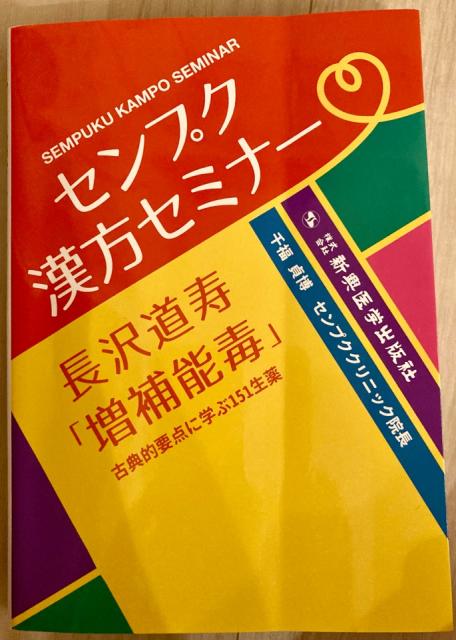 SEMPUKU KAMPO SEMINAR
センプク
漢方セミナー
株式会社 新興医学出版社
千福 貞博 センプククリニック院長
長沢道寿
「増補能毒」
古典的要点に学ぶ151生薬